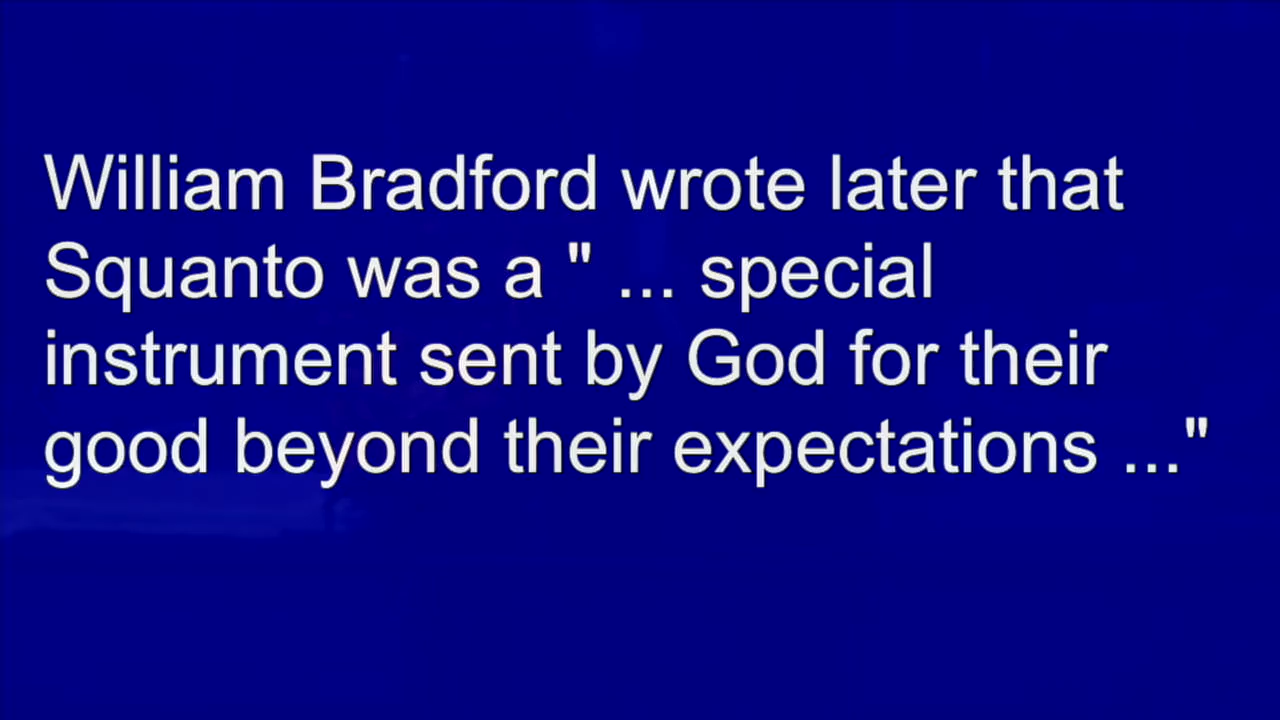 William Bradford wrote later that
Squanto was a " ... special
instrument sent by God for their
good beyond their expectations ..."